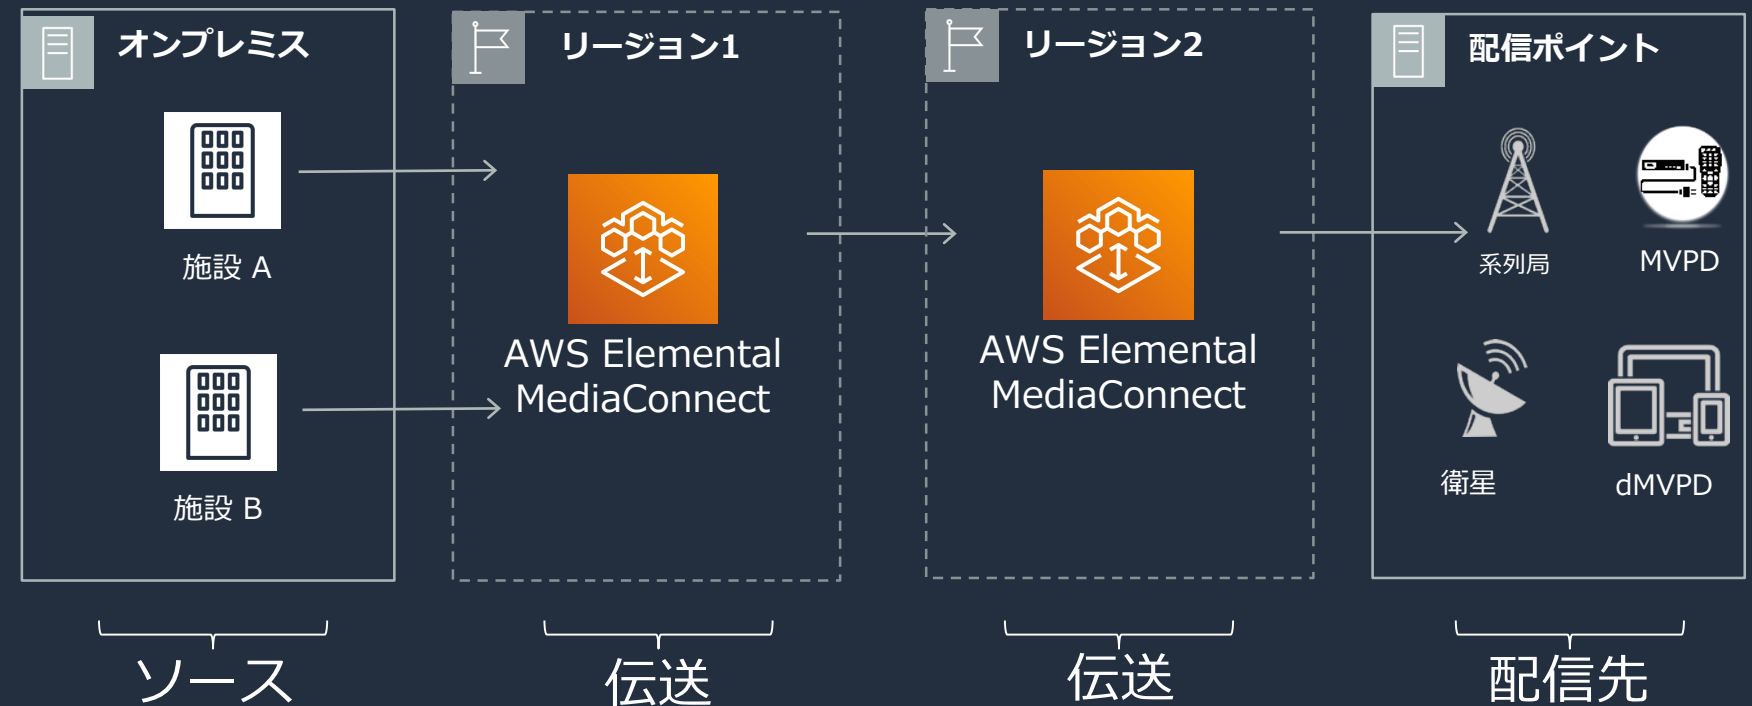 オンプレミス
施設 A
施設 B
リージョン1
AWS Elemental
MediaConnect
リージョン2
AWS Elemental
MediaConnect
配信ポイント
系列局
MVPD
衛星
dMVPD
ソース
伝送
伝送
配信先